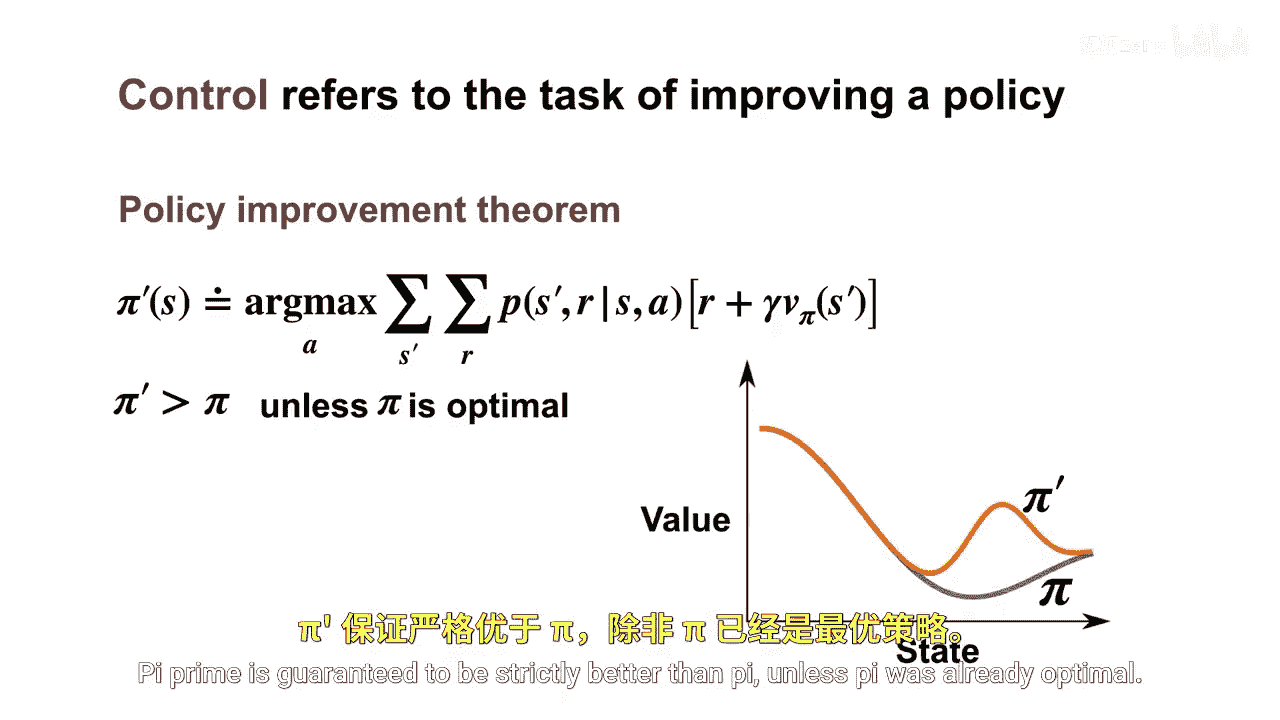 Control refers to the task of improving a policy
Policy improvement theorem
π′(s) ≐ argmax_a ∑_{s′} ∑_r p(s′, r | s, a)[r + γv_π(s′)]
π′ > π unless π is optimal
Value
π′
π
State
π' 保证严格优于 π，除非 π 已经是最优策略。
Pi prime is guaranteed to be strictly better than pi, unless pi was already optimal.